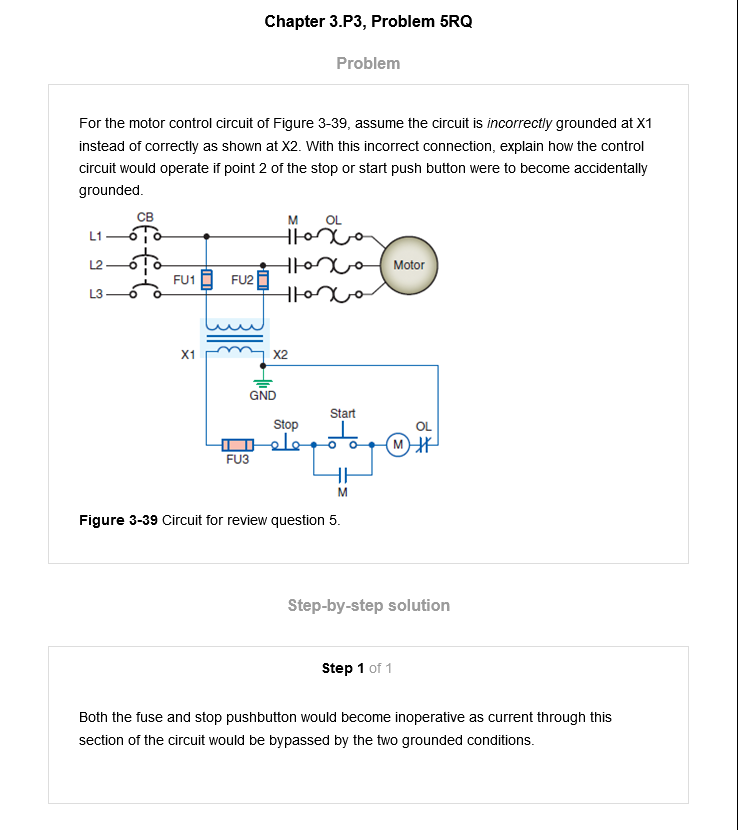 Chapter 3.P3, Problem 5RQ
Problem
For the motor control circuit of Figure 3-39, assume the circuit is incorrectly grounded at X1
instead of correctly as shown at X2. With this incorrect connection, explain how the control
circuit would operate if point 2 of the stop or start push button were to become accidentally
grounded.
CB
M OL
L1
L2
Motor
FU1 FU2
L3
X1 X2
GND
Start
Stop
OL
M
FU3
M
Figure 3-39 Circuit for review question 5.
Step-by-step solution
Step 1 of 1
Both the fuse and stop pushbutton would become inoperative as current through this
section of the circuit would be bypassed by the two grounded conditions.